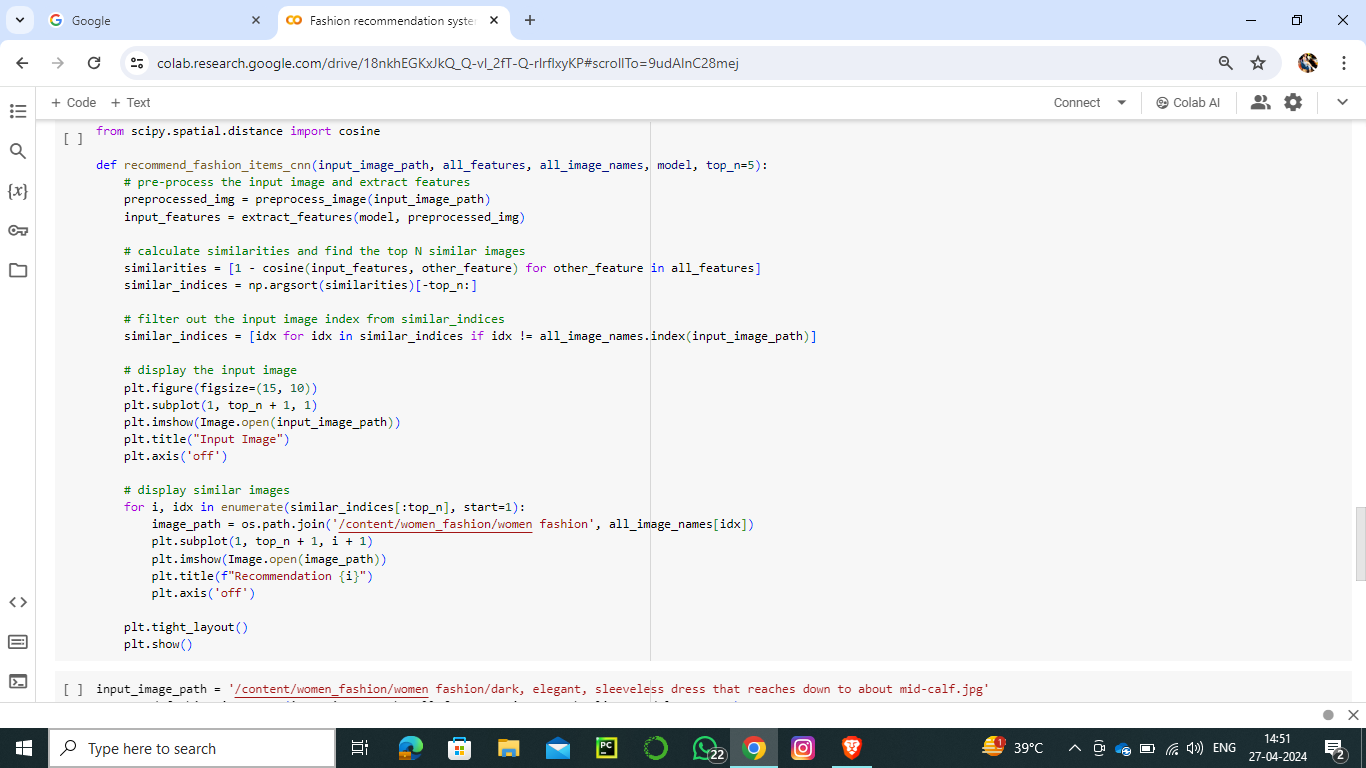 Google
Fashion recommendation syste
colab.research.google.com/drive/18nkhEGKxJkQ_Q-vl_2fT-Q-rIrfIxyKP#scrollTo=9udAlnC28mej
+ Code + Text
Connect
Colab AI
[ ]
from scipy.spatial.distance import cosine
def recommend_fashion_items_cnn(input_image_path, all_features, all_image_names, model, top_n=5):
# pre-process the input image and extract features
preprocessed_img = preprocess_image(input_image_path)
input_features = extract_features(model, preprocessed_img)
# calculate similarities and find the top N similar images
similarities = [1 - cosine(input_features, other_feature) for other_feature in all_features]
similar_indices = np.argsort(similarities)[-top_n:]
# filter out the input image index from similar_indices
similar_indices = [idx for idx in similar_indices if idx != all_image_names.index(input_image_path)]
# display the input image
plt.figure(figsize=(15, 10))
plt.subplot(1, top_n + 1, 1)
plt.imshow(Image.open(input_image_path))
plt.title("Input Image")
plt.axis('off')
# display similar images
for i, idx in enumerate(similar_indices[:top_n], start=1):
image_path = os.path.join('/content/women_fashion/women fashion', all_image_names[idx])
plt.subplot(1, top_n + 1, i + 1)
plt.imshow(Image.open(image_path))
plt.title(f"Recommendation {i}")
plt.axis('off')
plt.tight_layout()
plt.show()
[ ] input_image_path = '/content/women_fashion/women fashion/dark, elegant, sleeveless dress that reaches down to about mid-calf.jpg'
Type here to search
PC
22
1
39°C
ENG
14:51
27-04-2024
2